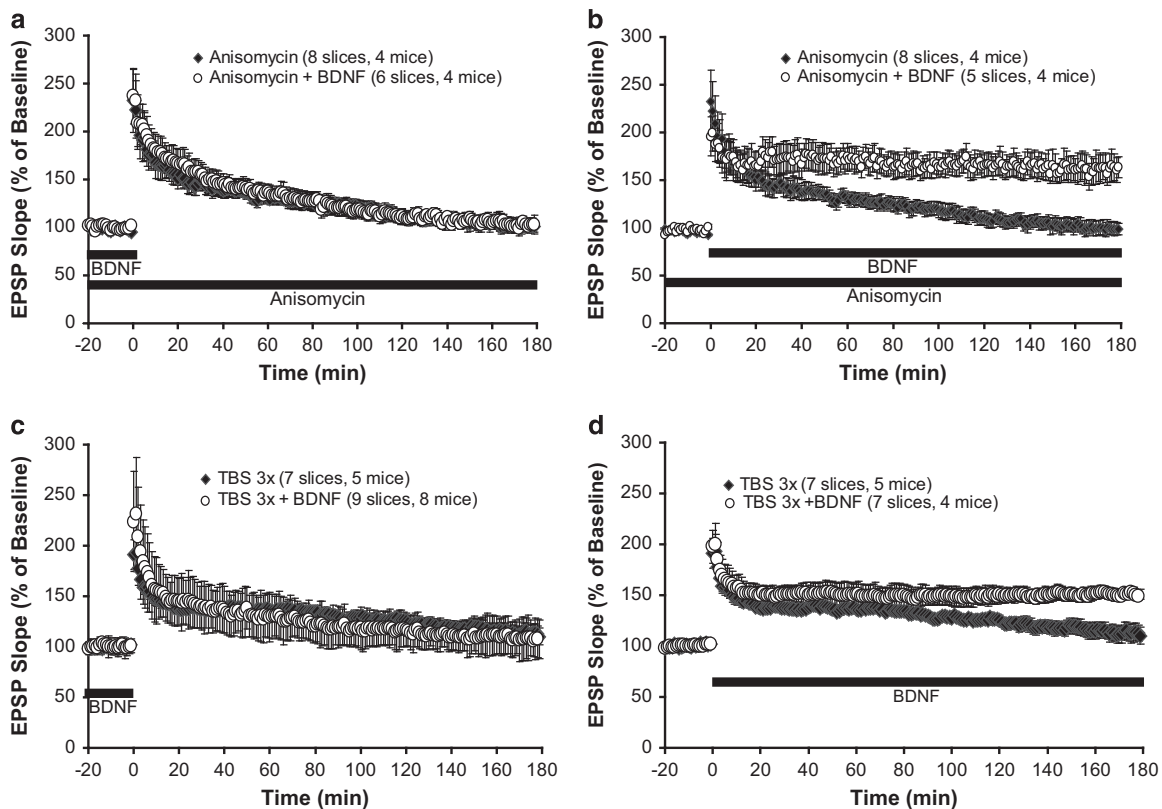 a
EPSP Slope (% of Baseline)
300
250
200
150
100
50
0
Anisomycin (8 slices, 4 mice)
Anisomycin + BDNF (6 slices, 4 mice)
BDNF
Anisomycin
-20 0 20 40 60 80 100 120 140 160 180
Time (min)
b
EPSP Slope (% of Baseline)
300
250
200
150
100
50
0
Anisomycin (8 slices, 4 mice)
Anisomycin + BDNF (5 slices, 4 mice)
BDNF
Anisomycin
-20 0 20 40 60 80 100 120 140 160 180
Time (min)
c
EPSP Slope (% of Baseline)
300
250
200
150
100
50
0
TBS 3x (7 slices, 5 mice)
TBS 3x + BDNF (9 slices, 8 mice)
BDNF
-20 0 20 40 60 80 100 120 140 160 180
Time (min)
d
EPSP Slope (% of Baseline)
300
250
200
150
100
50
0
TBS 3x (7 slices, 5 mice)
TBS 3x +BDNF (7 slices, 4 mice)
BDNF
-20 0 20 40 60 80 100 120 140 160 180
Time (min)